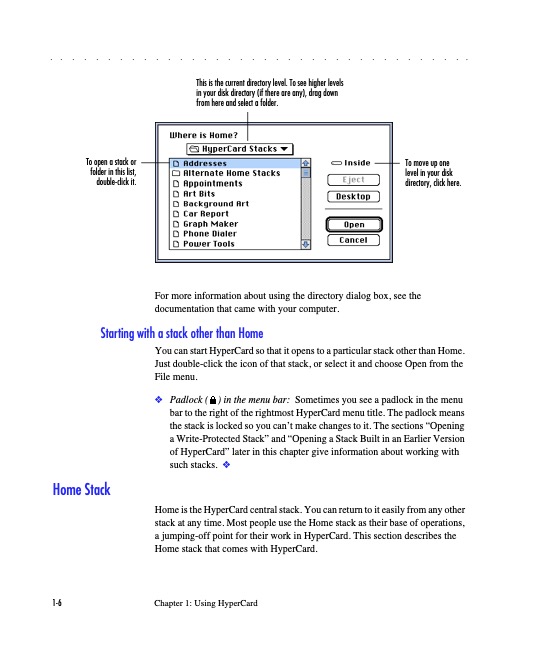 This is the current directory level. To see higher levels
in your disk directory (if there are any), drag down
from here and select a folder.
Where is Home?
HyperCard Stacks
To open a stack or
folder in this list,
double-click it.
Addresses
Alternate Home Stacks
Appointments
Art Bits
Background Art
Car Report
Graph Maker
Phone Dialer
Power Tools
Inside
Eject
Desktop
Open
Cancel
To move up one
level in your disk
directory, click here.
For more information about using the directory dialog box, see the
documentation that came with your computer.
Starting with a stack other than Home
You can start HyperCard so that it opens to a particular stack other than Home.
Just double-click the icon of that stack, or select it and choose Open from the
File menu.
❖ Padlock (🔒) in the menu bar: Sometimes you see a padlock in the menu
bar to the right of the rightmost HyperCard menu title. The padlock means
the stack is locked so you can’t make changes to it. The sections “Opening
a Write-Protected Stack” and “Opening a Stack Built in an Earlier Version
of HyperCard” later in this chapter give information about working with
such stacks. ❖
Home Stack
Home is the HyperCard central stack. You can return to it easily from any other
stack at any time. Most people use the Home stack as their base of operations,
a jumping-off point for their work in HyperCard. This section describes the
Home stack that comes with HyperCard.
1-6 Chapter 1: Using HyperCard